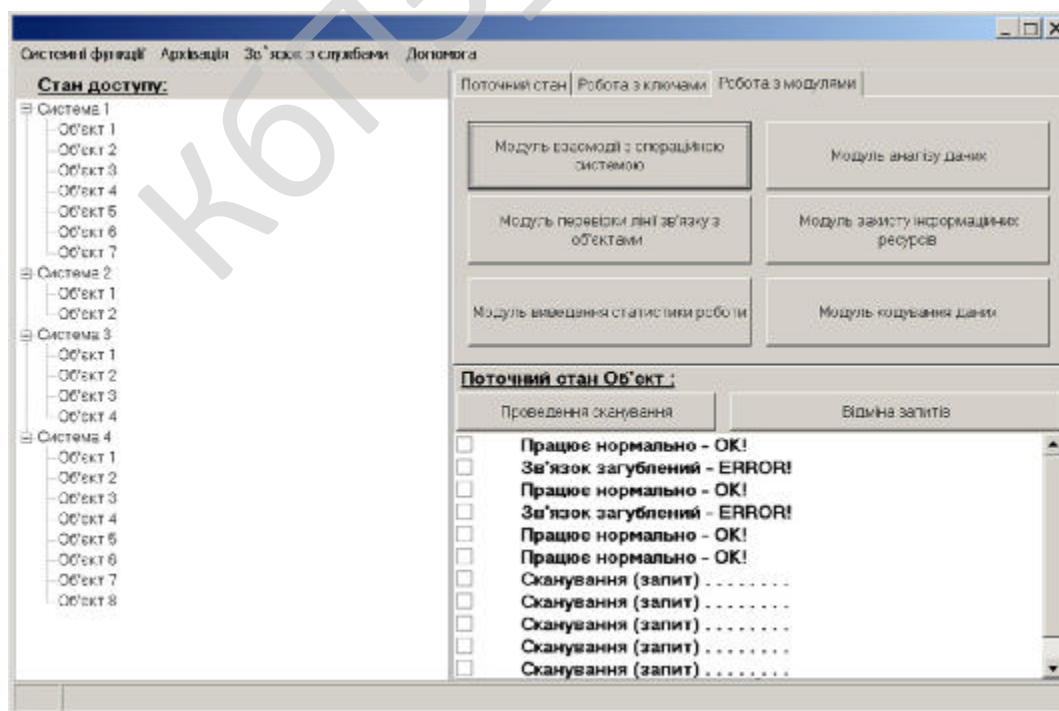 КбПЗ
Системні функції Архівація Зв`язок з службами Допомога
Стан доступу:
Система 1
Об'єкт 1
Об'єкт 2
Об'єкт 3
Об'єкт 4
Об'єкт 5
Об'єкт 6
Об'єкт 7
Система 2
Об'єкт 1
Об'єкт 2
Система 3
Об'єкт 1
Об'єкт 2
Об'єкт 3
Об'єкт 4
Система 4
Об'єкт 1
Об'єкт 2
Об'єкт 3
Об'єкт 4
Об'єкт 5
Об'єкт 6
Об'єкт 7
Об'єкт 8
Поточний стан Робота з ключами Робота з модулями
Модуль взаємодії з операційною
системою
Модуль аналізу даних
Модуль перевірки лінії зв'язку з
об'єктами
Модуль захисту інформаційних
ресурсів
Модуль виведення статистики роботи
Модуль кодування даних
Поточний стан Об'єкт :
Проведення сканування
Відміна запитів
Працює нормально - OK!
Зв'язок загублений - ERROR!
Працює нормально - OK!
Зв'язок загублений - ERROR!
Працює нормально - OK!
Працює нормально - OK!
Сканування (запит) . . . . . . . .
Сканування (запит) . . . . . . . .
Сканування (запит) . . . . . . . .
Сканування (запит) . . . . . . . .
Сканування (запит) . . . . . . . .